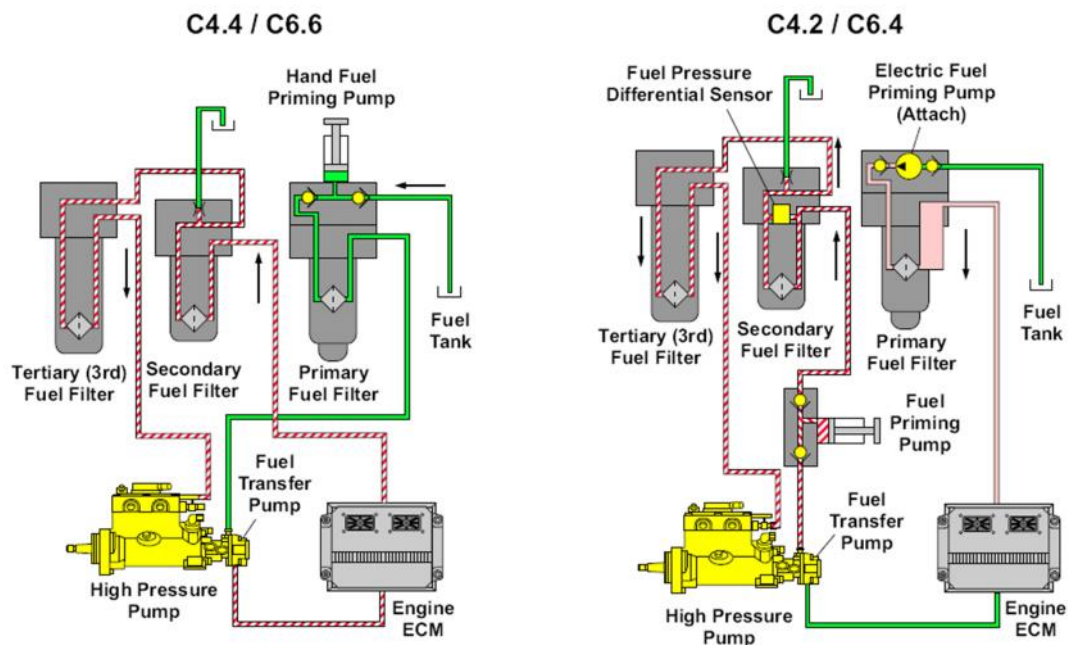 C4.4 / C6.6
Hand Fuel
Priming Pump
Fuel
Tank
Tertiary (3rd)
Fuel Filter
Secondary
Fuel Filter
Primary
Fuel Filter
Fuel
Transfer
Pump
High Pressure
Pump
Engine
ECM
C4.2 / C6.4
Fuel Pressure
Differential Sensor
Electric Fuel
Priming Pump
(Attach)
Fuel
Tank
Tertiary (3rd)
Fuel Filter
Secondary
Fuel Filter
Primary
Fuel Filter
Fuel
Priming
Pump
Fuel
Transfer
Pump
High Pressure
Pump
Engine
ECM